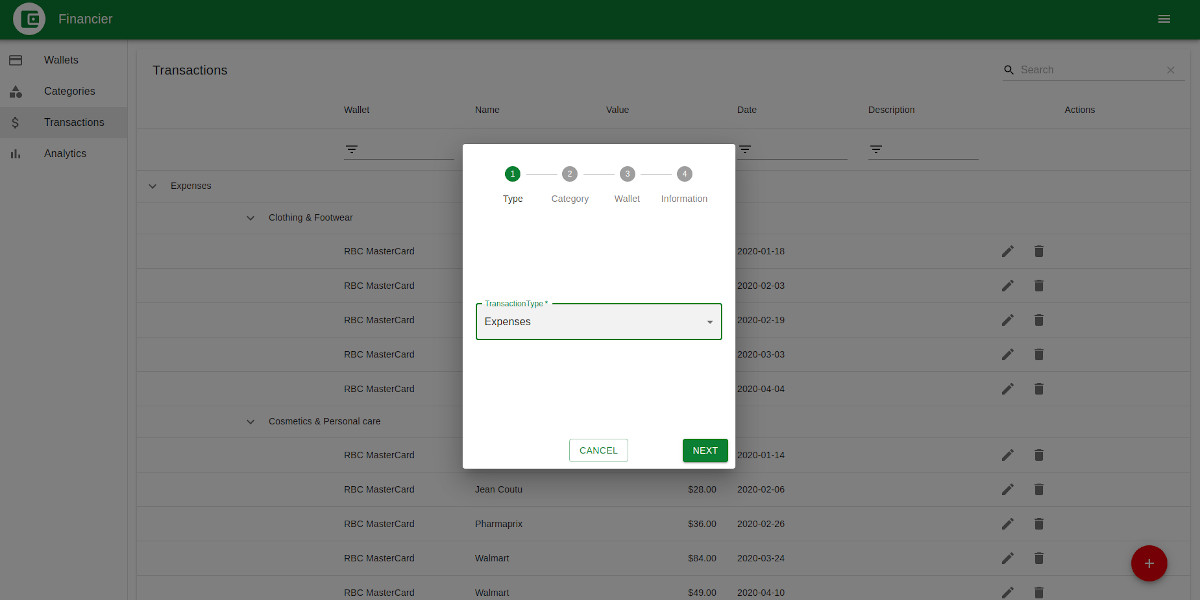 Financier
Wallets
Categories
Transactions
Analytics
Transactions
Search
Wallet Name Value Date Description Actions
Expenses
Clothing & Footwear
RBC MasterCard 2020-01-18
RBC MasterCard 2020-02-03
RBC MasterCard 2020-02-19
RBC MasterCard 2020-03-03
RBC MasterCard 2020-04-04
Cosmetics & Personal care
RBC MasterCard 2020-01-14
RBC MasterCard Jean Coutu $28.00 2020-02-06
RBC MasterCard Pharmaprix $36.00 2020-02-26
RBC MasterCard Walmart $84.00 2020-03-24
RBC MasterCard Walmart $49.00 2020-04-10
+
1 2 3 4
Type Category Wallet Information
TransactionType *
Expenses
CANCEL NEXT